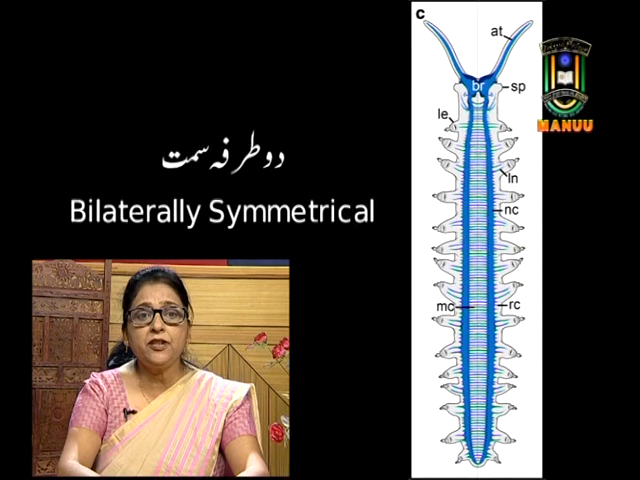 c
at
br
sp
le
ln
nc
mc
rc
MANUU
دو طرفہ سمت
Bilaterally Symmetrical